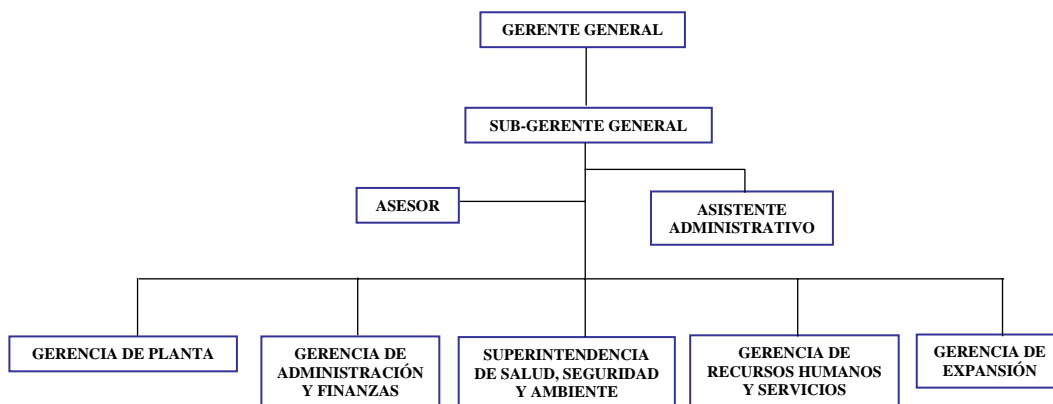 GERENTE GENERAL
SUB-GERENTE GENERAL
ASESOR
ASISTENTE
ADMINISTRATIVO
GERENCIA DE PLANTA
GERENCIA DE
ADMINISTRACIÓN
Y FINANZAS
SUPERINTENDENCIA
DE SALUD, SEGURIDAD
Y AMBIENTE
GERENCIA DE
RECURSOS HUMANOS
Y SERVICIOS
GERENCIA DE
EXPANSIÓN